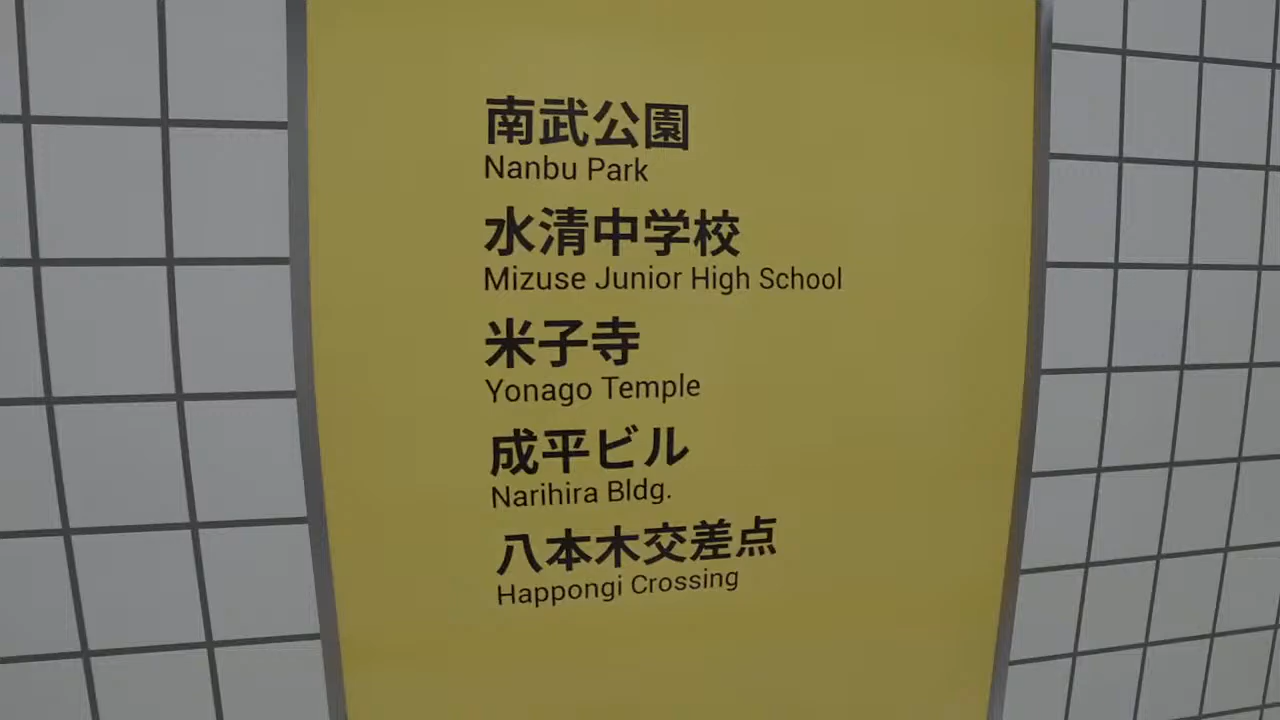 南武公園
Nanbu Park
水清中学校
Mizuse Junior High School
米子寺
Yonago Temple
成平ビル
Narihira Bldg.
八本木交差点
Happongi Crossing